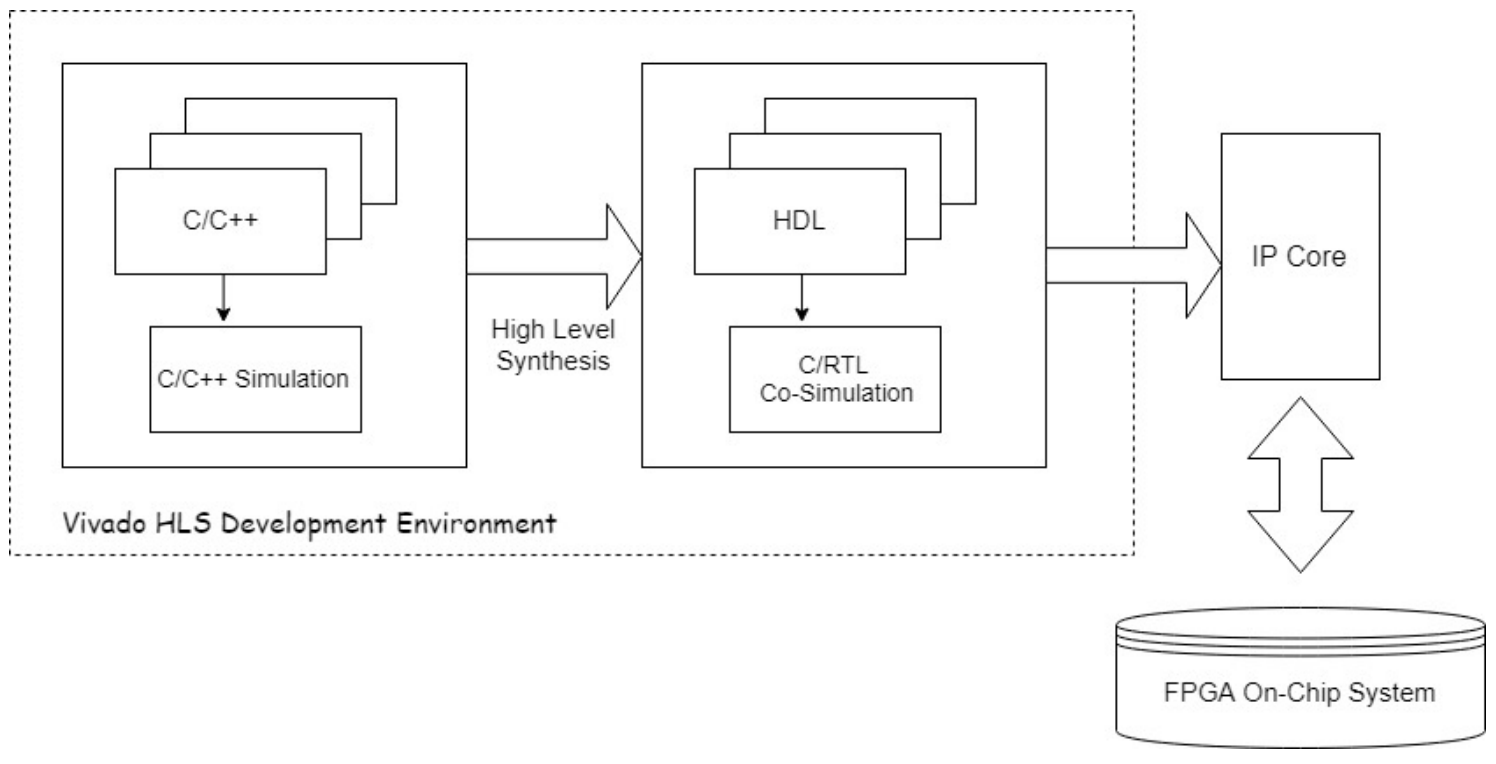 C/C++
C/C++ Simulation
High Level
Synthesis
HDL
C/RTL
Co-Simulation
IP Core
Vivado HLS Development Environment
FPGA On-Chip System